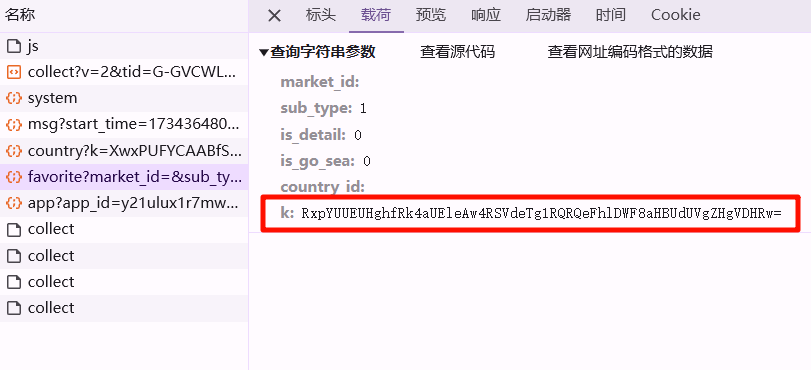 名称
js
collect?v=2&tid=G-GVCWL...
system
msg?start_time=173436480...
country?k=XwxPUFYCAABfS...
favorite?market_id=&sub_ty...
app?app_id=y21ulux1r7mw...
collect
collect
collect
collect
标头 载荷 预览 响应 启动器 时间 Cookie
▼查询字符串参数 查看源代码 查看网址编码格式的数据
market_id:
sub_type: 1
is_detail: 0
is_go_sea: 0
country_id:
k: RxpYUUEUHghfRk4aUEleAw4RSVdeTg1RQRQeFhlDWF8aHBUdUVgZHgVDHRw=